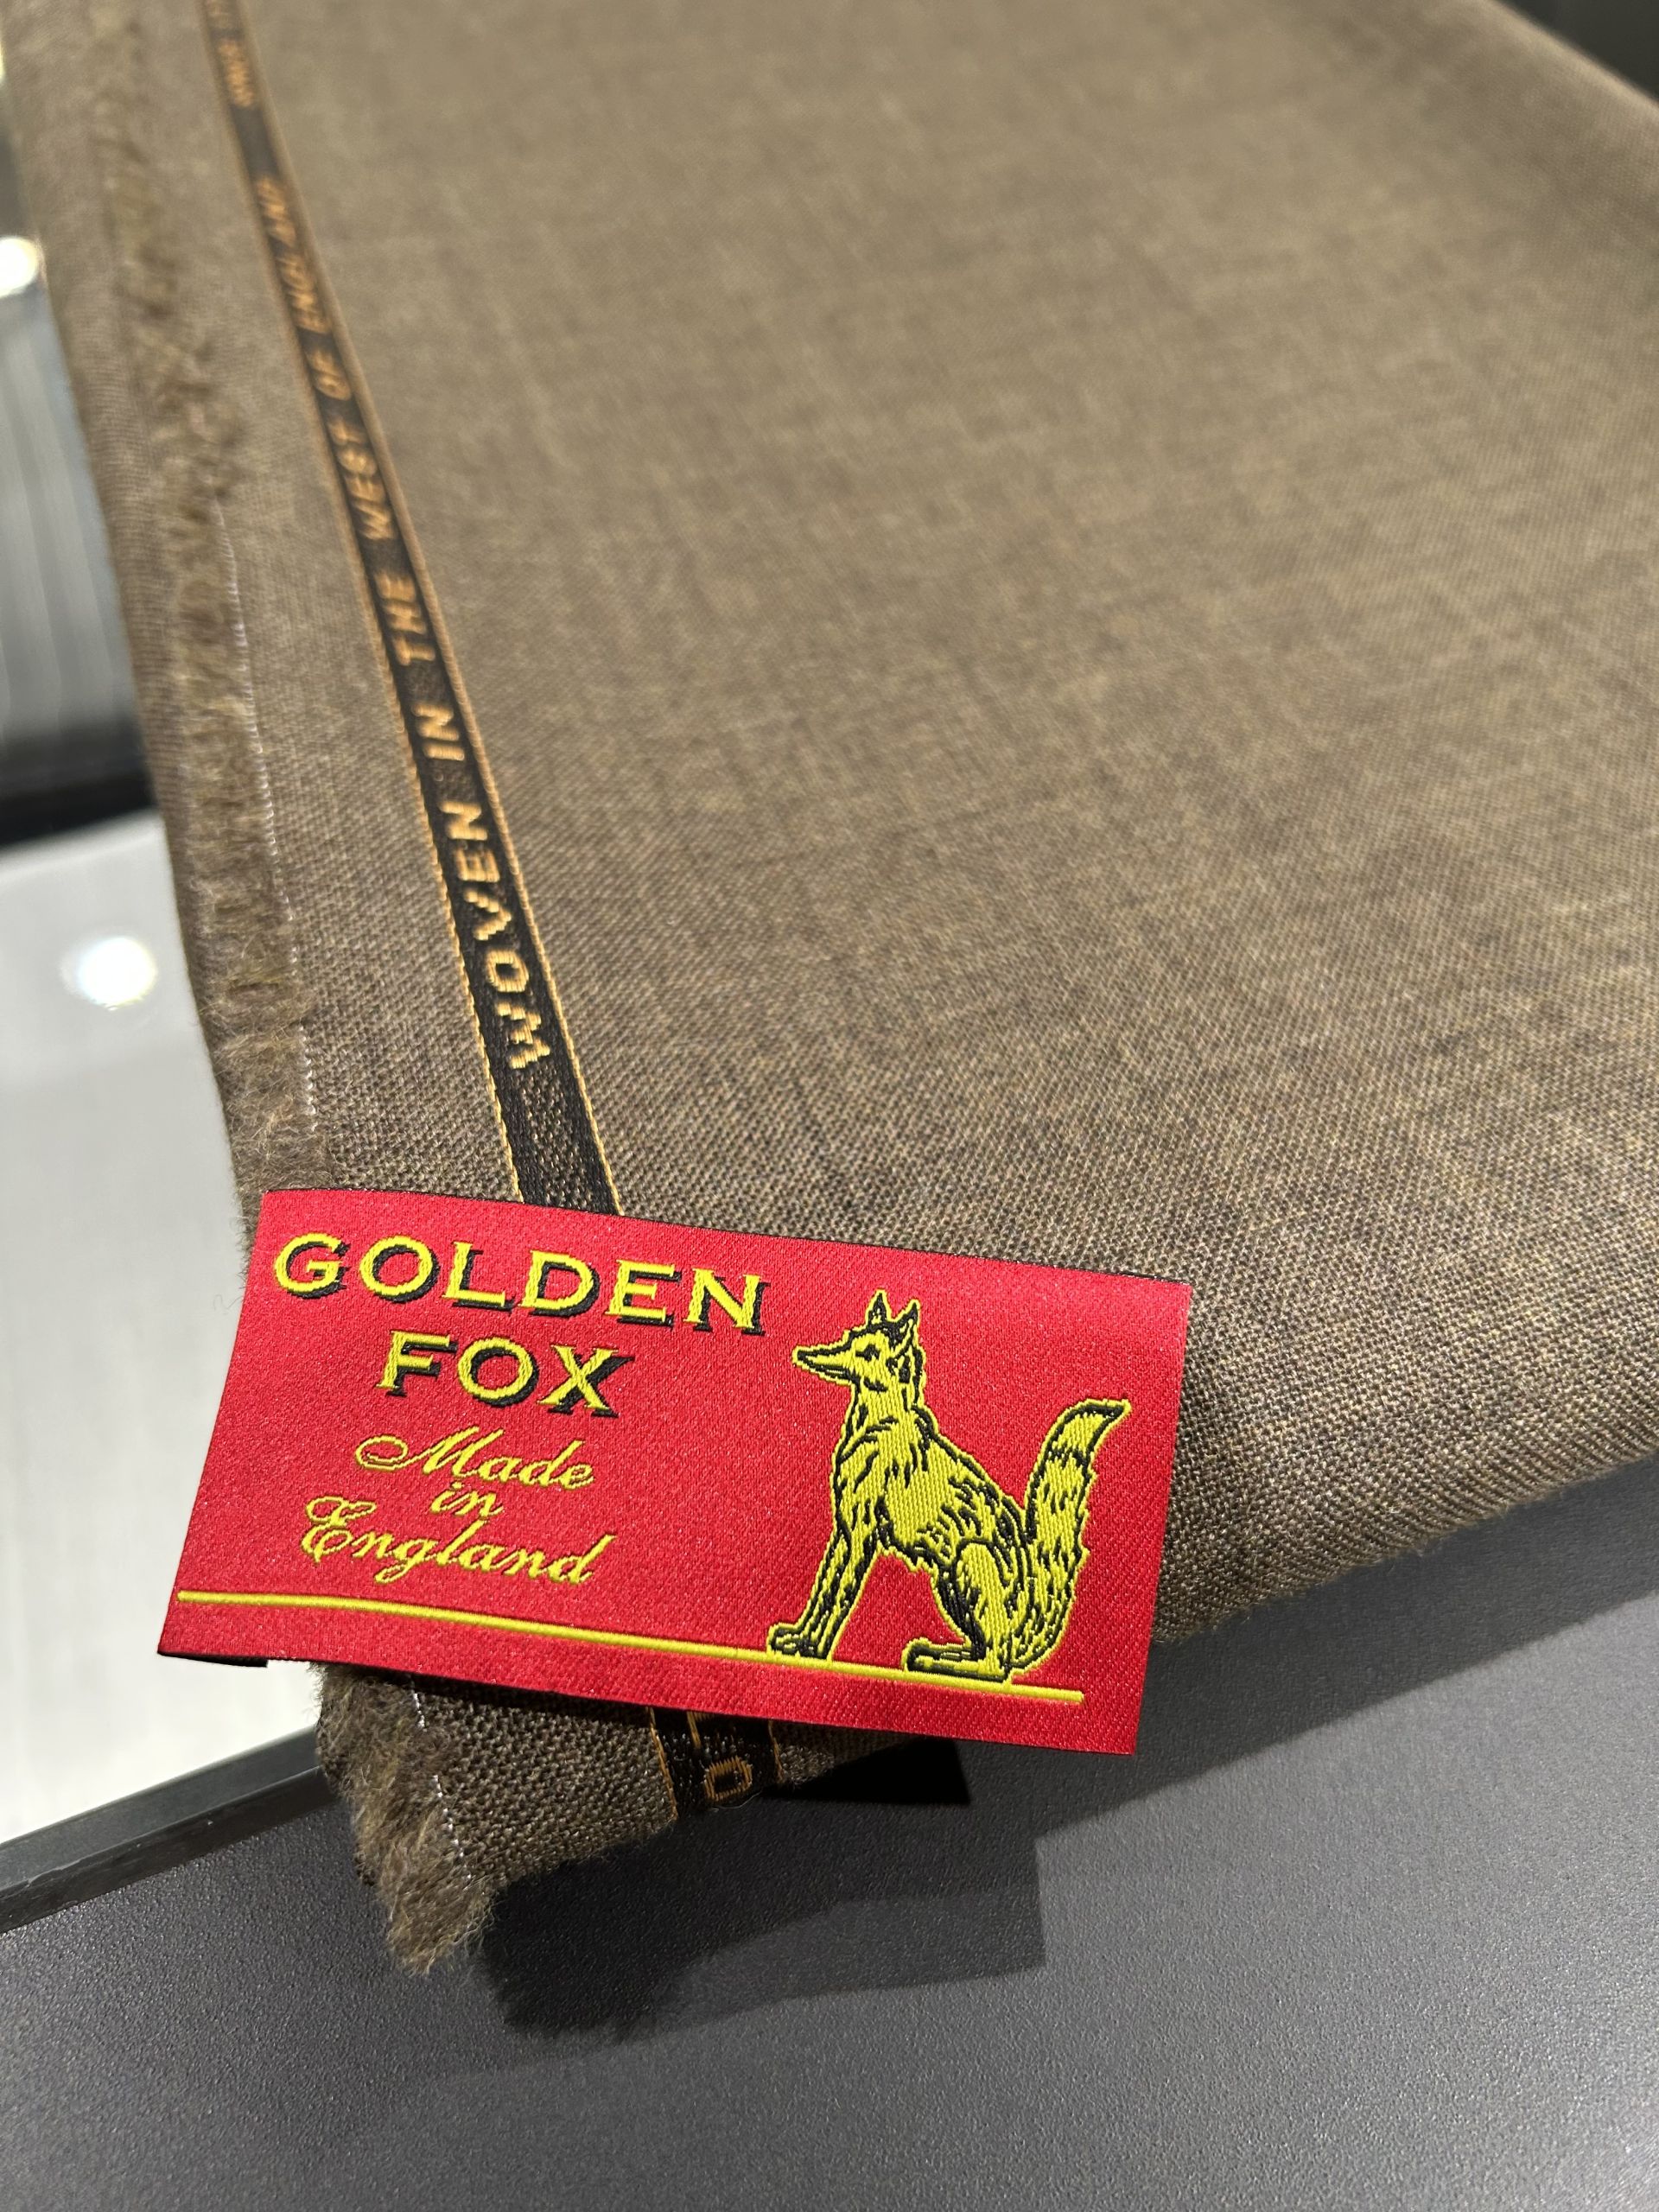 WOVEN IN THE WEST OF ENGLAND
GOLDEN
FOX
Made
in
England